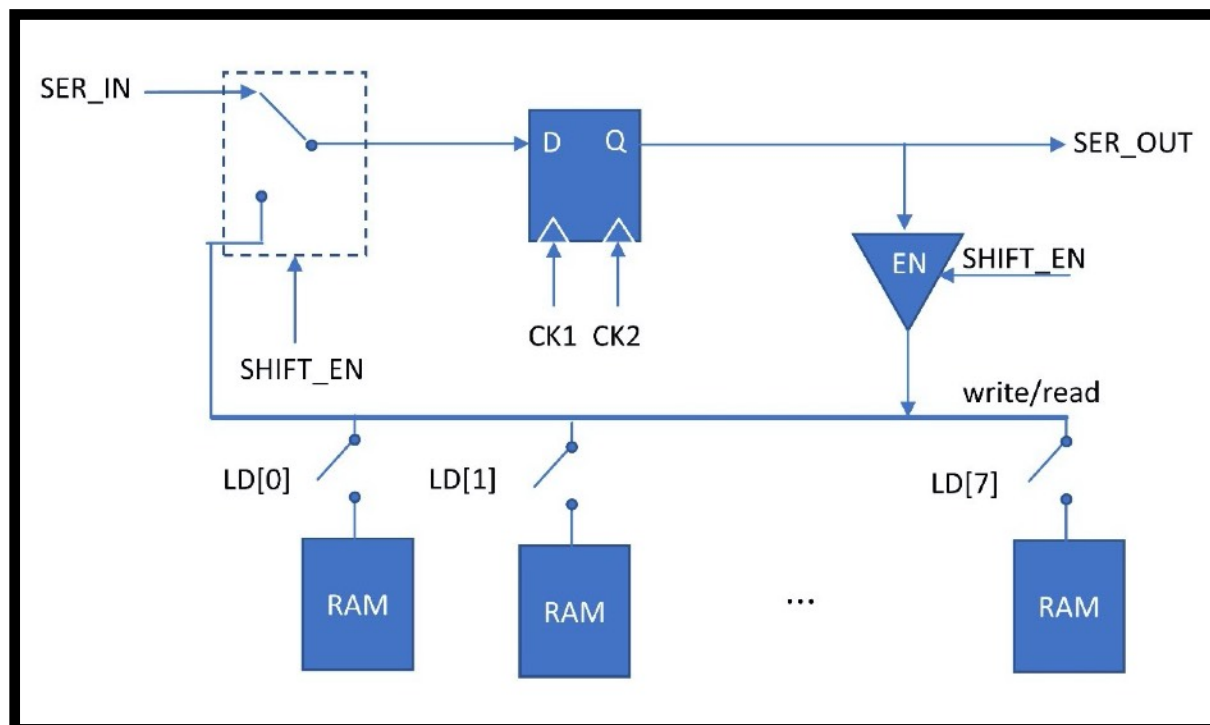 SER_IN
D Q
SER_OUT
EN
SHIFT_EN
CK1 CK2
SHIFT_EN
write/read
LD[0]
LD[1]
LD[7]
RAM
RAM
...
RAM